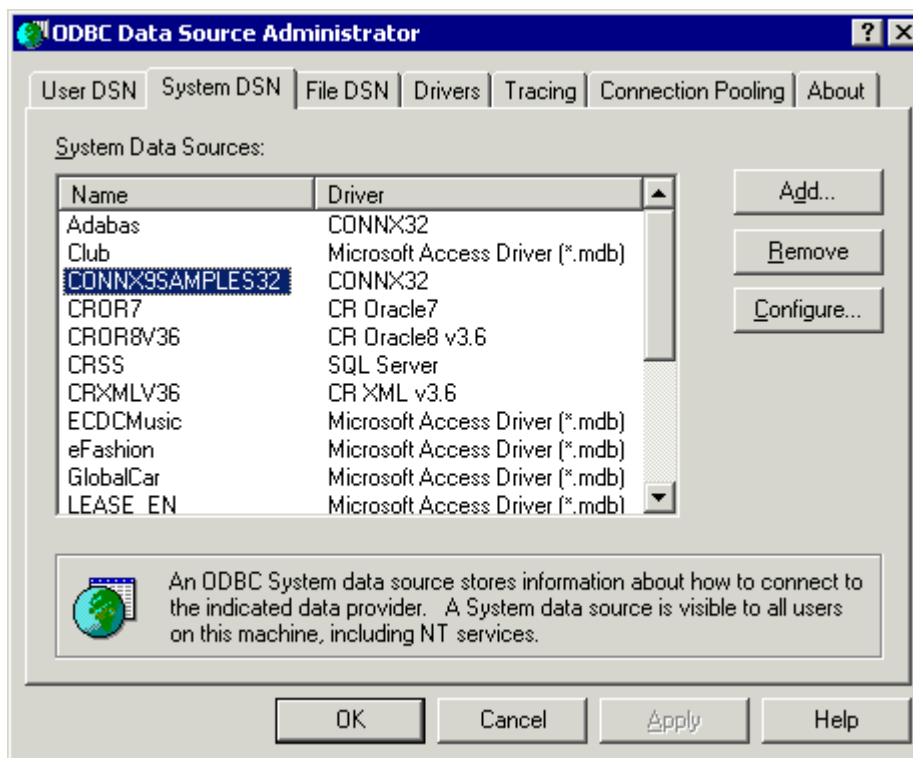 ODBC Data Source Administrator
User DSN System DSN File DSN Drivers Tracing Connection Pooling About
System Data Sources:
Name Driver
Adabas CONNX32
Club Microsoft Access Driver (*.mdb)
CONNX9SAMPLES32 CONNX32
CROR7 CR Oracle7
CROR8V36 CR Oracle8 v3.6
CRSS SQL Server
CRXMLV36 CR XML v3.6
ECDCMusic Microsoft Access Driver (*.mdb)
eFashion Microsoft Access Driver (*.mdb)
GlobalCar Microsoft Access Driver (*.mdb)
LEASE_EN Microsoft Access Driver (*.mdb)
Add...
Remove
Configure...
An ODBC System data source stores information about how to connect to
the indicated data provider. A System data source is visible to all users
on this machine, including NT services.
OK Cancel Apply Help